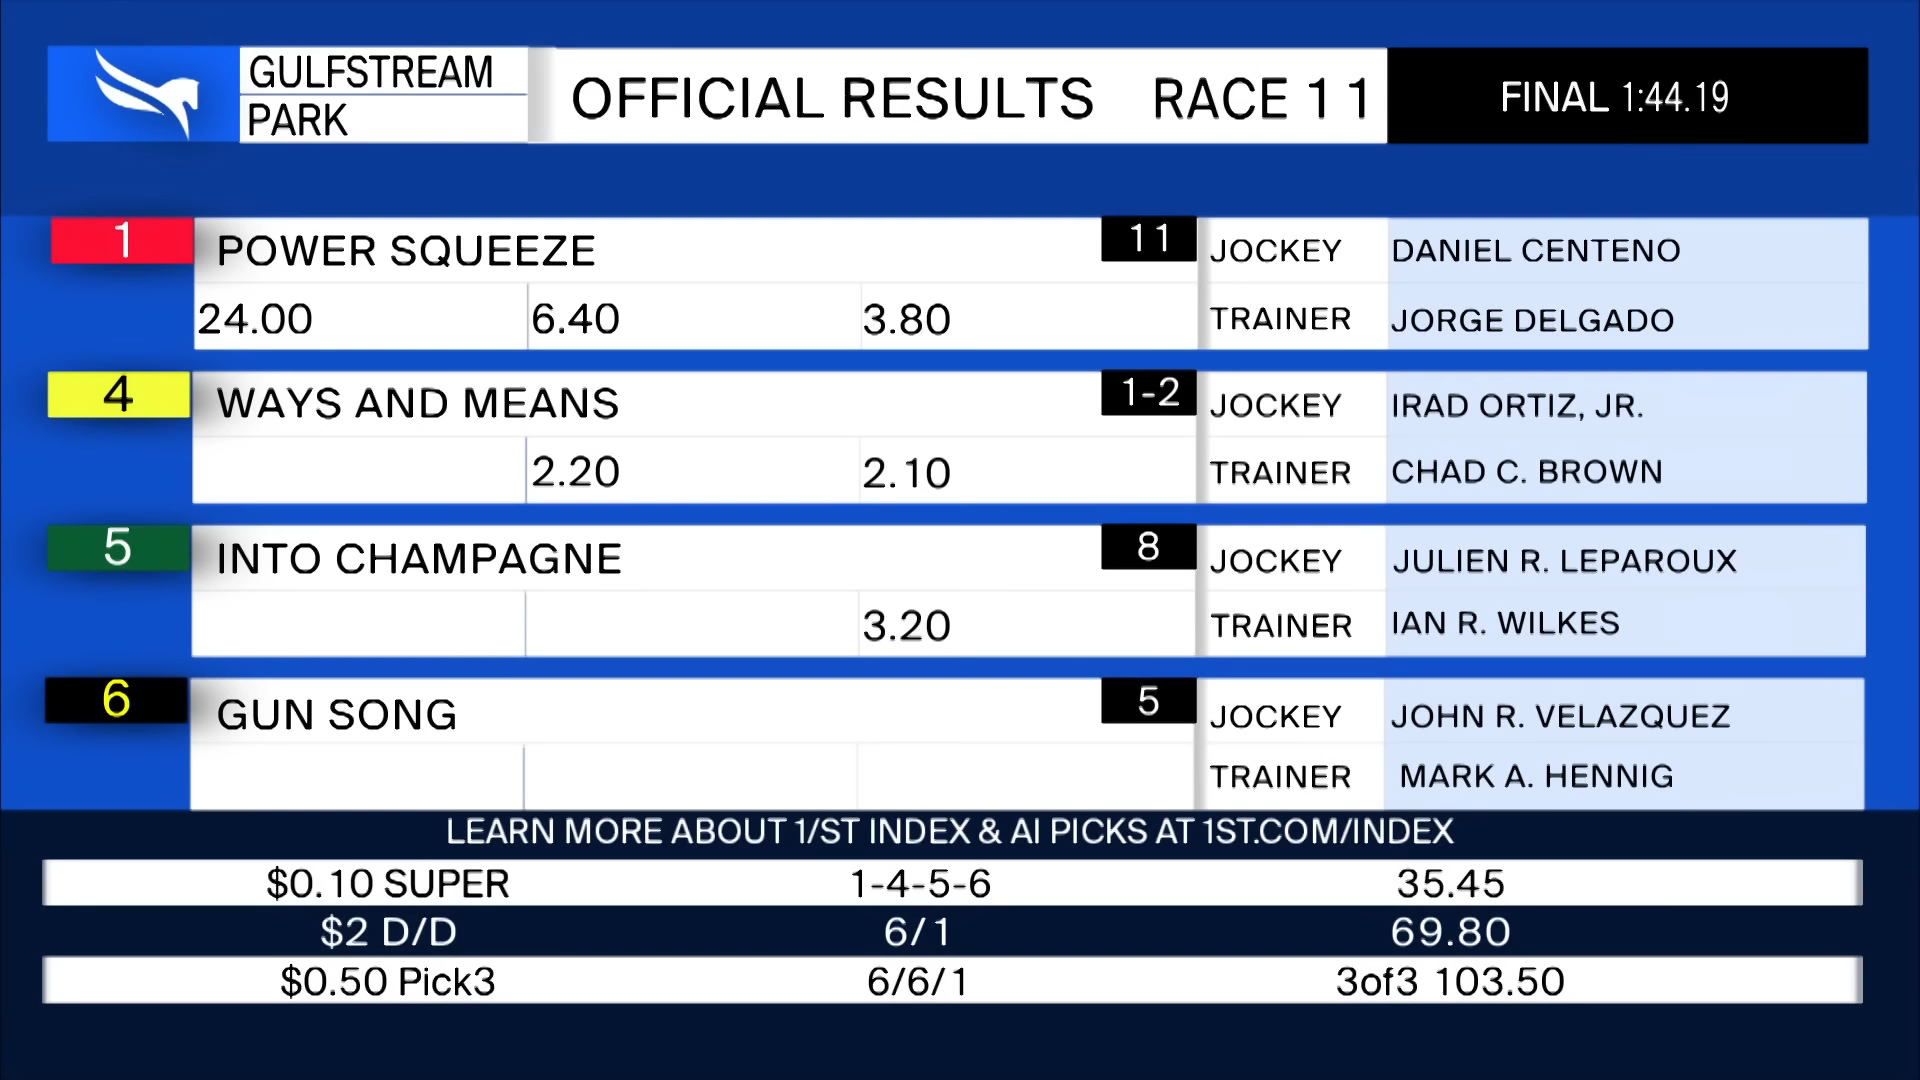 GULFSTREAM
PARK
OFFICIAL RESULTS RACE 11
FINAL 1:44.19
1 POWER SQUEEZE 11 JOCKEY DANIEL CENTENO
24.00 6.40 3.80 TRAINER JORGE DELGADO
4 WAYS AND MEANS 1-2 JOCKEY IRAD ORTIZ, JR.
2.20 2.10 TRAINER CHAD C. BROWN
5 INTO CHAMPAGNE 8 JOCKEY JULIEN R. LEPAROUX
3.20 TRAINER IAN R. WILKES
6 GUN SONG 5 JOCKEY JOHN R. VELAZQUEZ
TRAINER MARK A. HENNIG
LEARN MORE ABOUT 1/ST INDEX & AI PICKS AT 1ST.COM/INDEX
$0.10 SUPER 1-4-5-6 35.45
$2 D/D 6/1 69.80
$0.50 Pick3 6/6/1 3of3 103.50